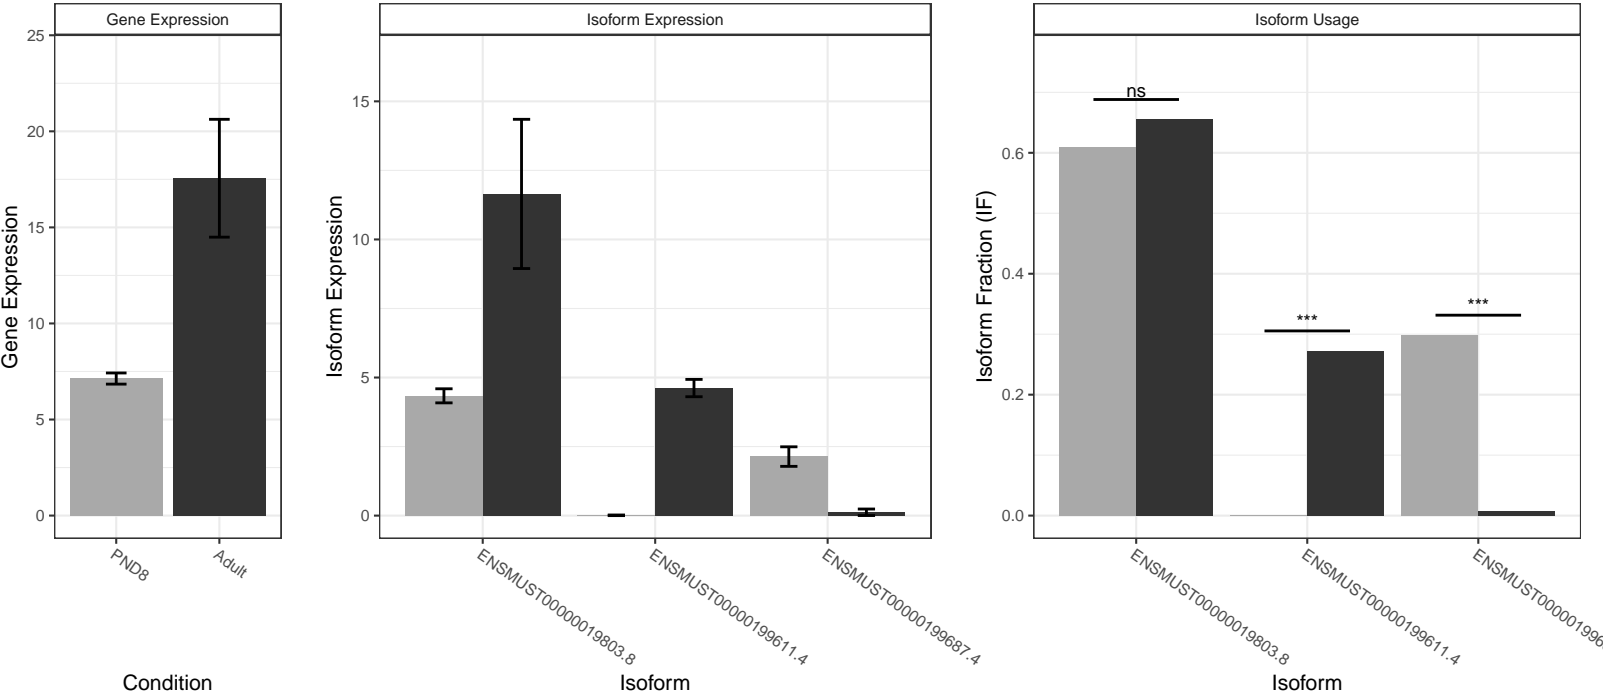 Gene Expression
Isoform Expression
Isoform Usage
Gene Expression
25
20
15
10
5
0
PND8
Adult
Condition
Isoform Expression
15
10
5
0
ENSMUST00000019803.8
ENSMUST00000199611.4
ENSMUST00000199687.4
Isoform
Isoform Fraction (IF)
0.6
0.4
0.2
0.0
ns
***
***
ENSMUST00000019803.8
ENSMUST00000199611.4
ENSMUST000001996
Isoform